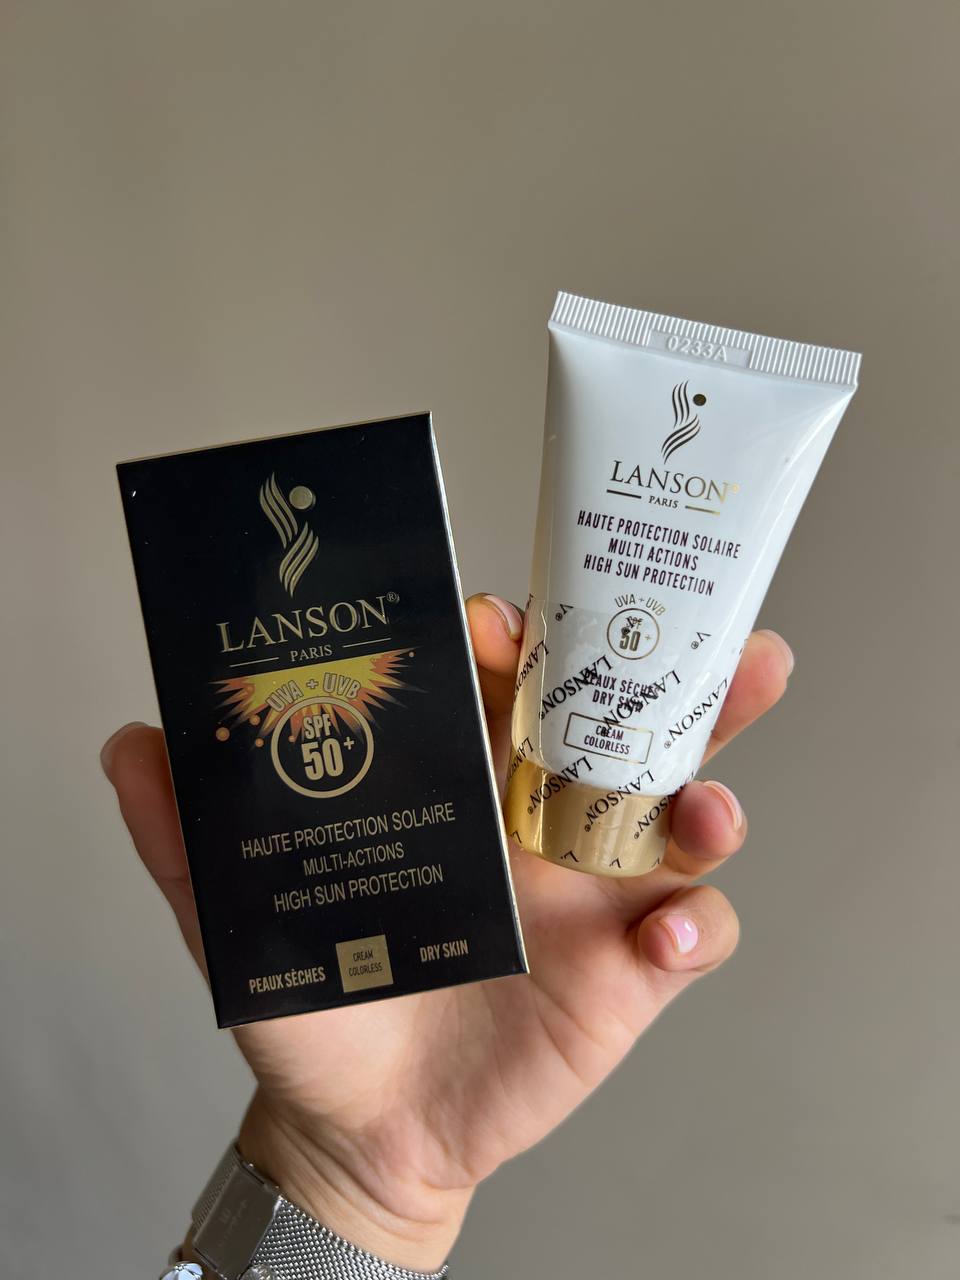 LANSON®
PARIS
UVA + UVB
SPF
50+
HAUTE PROTECTION SOLAIRE
MULTI-ACTIONS
HIGH SUN PROTECTION
PEAUX SÈCHES
CREAM
COLORLESS
DRY SKIN
0233A
LANSON®
PARIS
HAUTE PROTECTION SOLAIRE
MULTI ACTIONS
HIGH SUN PROTECTION
UVA + UVB
SPF
50+
PEAUX SÈCHES
DRY SKIN
CREAM
COLORLESS
LANSON®
LANSON®
LANSON®
LANSON®
LANSON®